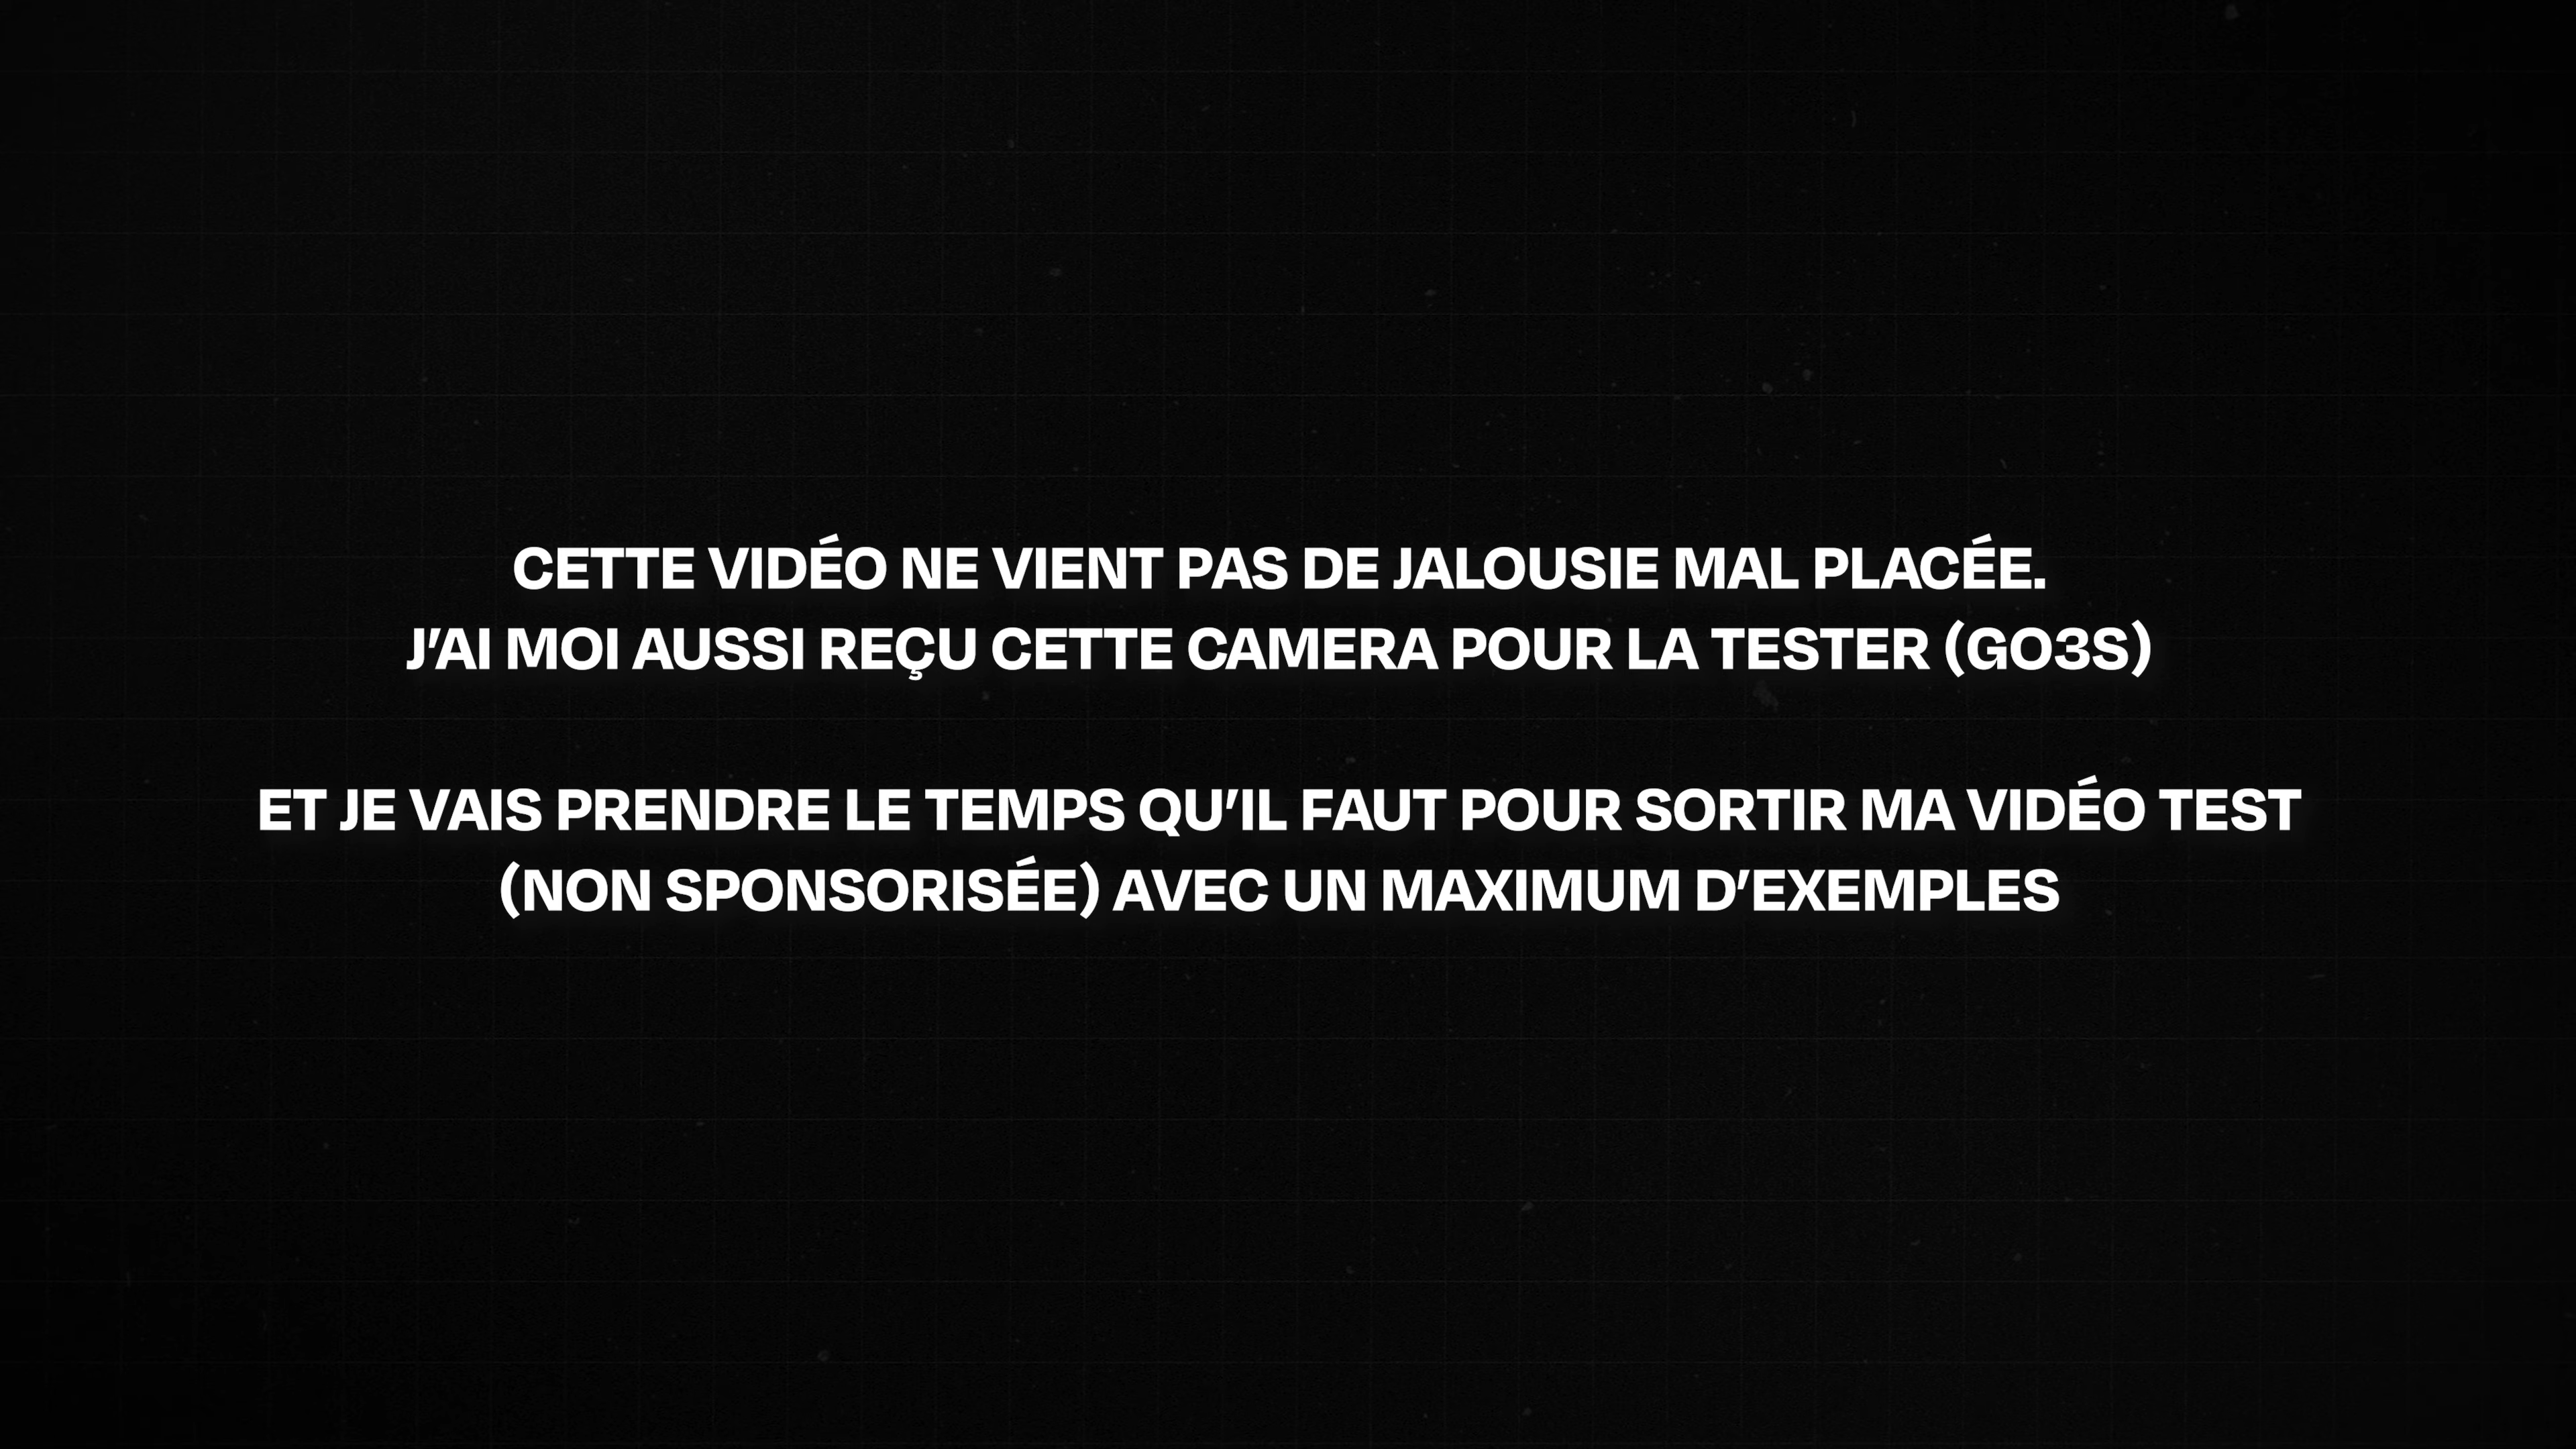 CETTE VIDÉO NE VIENT PAS DE JALOUSIE MAL PLACÉE.
J’AI MOI AUSSI REÇU CETTE CAMERA POUR LA TESTER (GO3S)
ET JE VAIS PRENDRE LE TEMPS QU’IL FAUT POUR SORTIR MA VIDÉO TEST
(NON SPONSORISÉE) AVEC UN MAXIMUM D’EXEMPLES